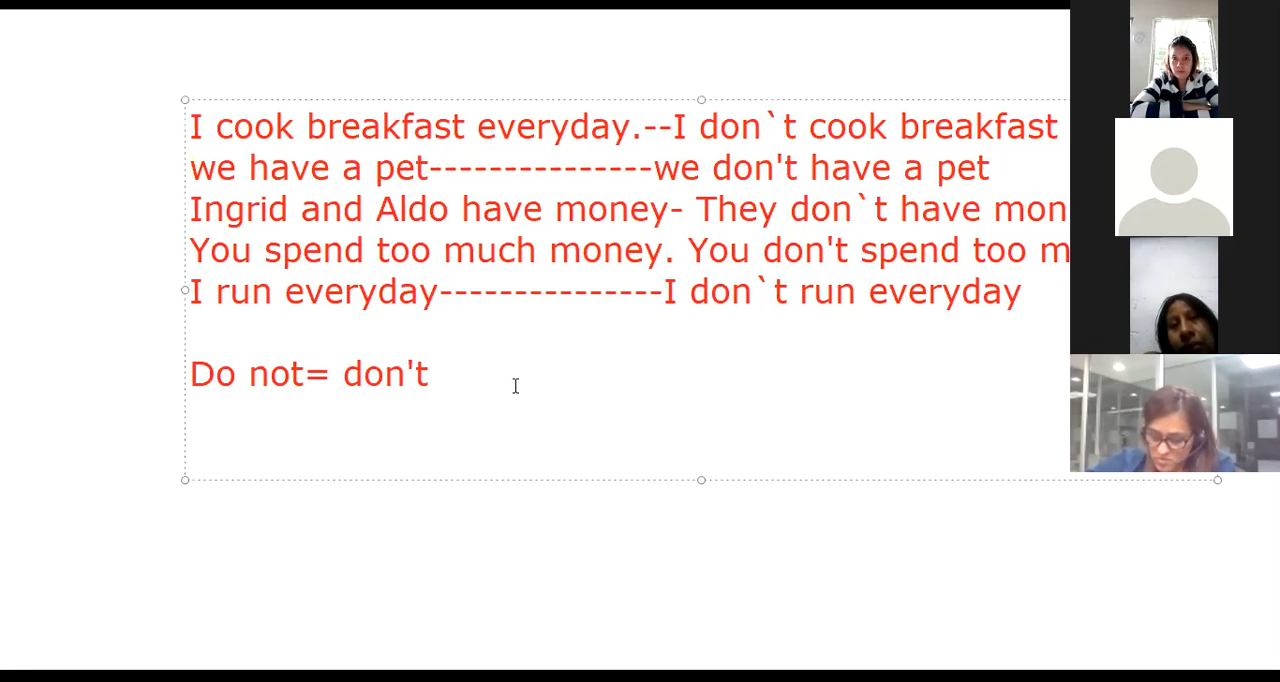 I cook breakfast everyday.--I don`t cook breakfast
we have a pet---------------we don't have a pet
Ingrid and Aldo have money- They don`t have mon
You spend too much money. You don't spend too m
I run everyday---------------I don`t run everyday
Do not= don't